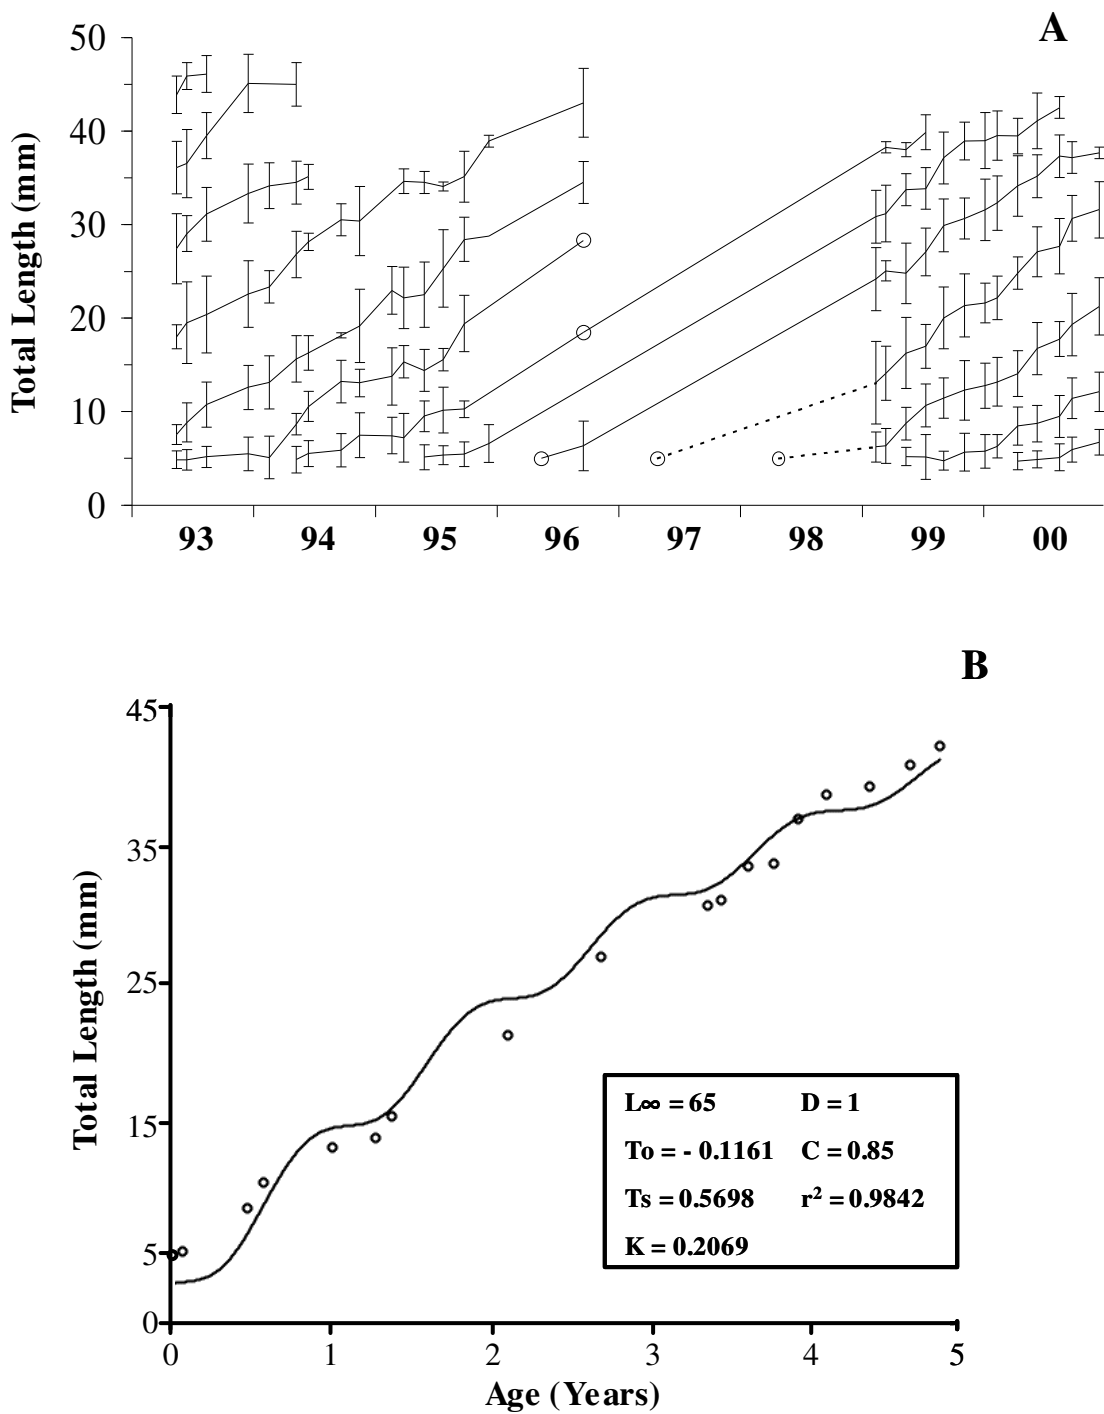 A
50
40
30
20
10
0
Total Length (mm)
93 94 95 96 97 98 99 00
B
45
35
25
15
5
0
Total Length (mm)
L∞ = 65 D = 1
To = - 0.1161 C = 0.85
Ts = 0.5698 r² = 0.9842
K = 0.2069
0 1 2 3 4 5
Age (Years)